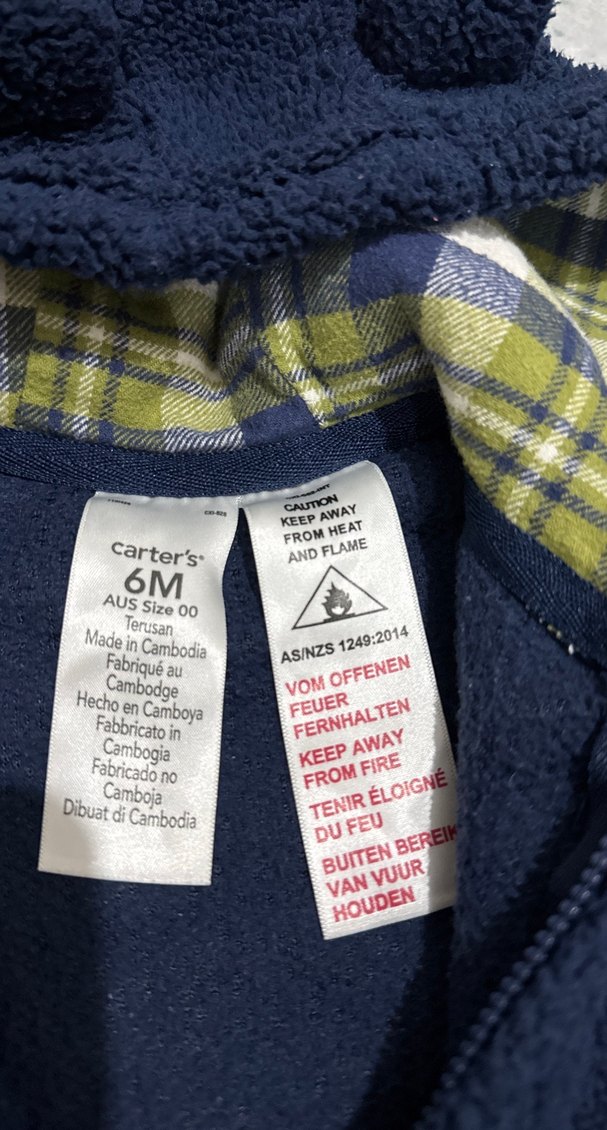 carter's®
6M
AUS Size 00
Terusan
Made in Cambodia
Fabriqué au
Cambodge
Hecho en Camboya
Fabbricato in
Cambogia
Fabricado no
Camboja
Dibuat di Cambodia
CAUTION
KEEP AWAY
FROM HEAT
AND FLAME
AS/NZS 1249:2014
VOM OFFENEN
FEUER
FERNHALTEN
KEEP AWAY
FROM FIRE
TENIR ÉLOIGNÉ
DU FEU
BUITEN BEREIK
VAN VUUR
HOUDEN